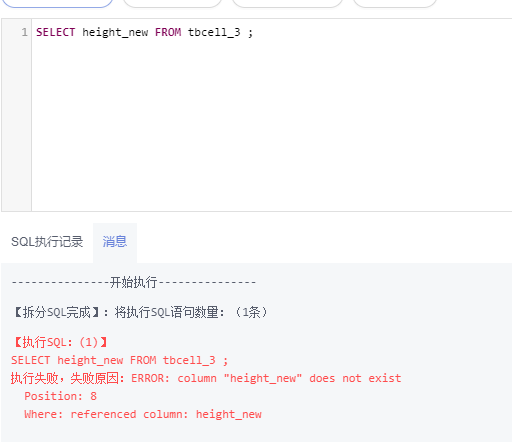 1 SELECT height_new FROM tbcell_3 ;
SQL执行记录 消息
---------------开始执行---------------
【拆分SQL完成】：将执行SQL语句数量：（1条）
【执行SQL：(1)】
SELECT height_new FROM tbcell_3 ;
执行失败，失败原因：ERROR: column "height_new" does not exist
Position: 8
Where: referenced column: height_new